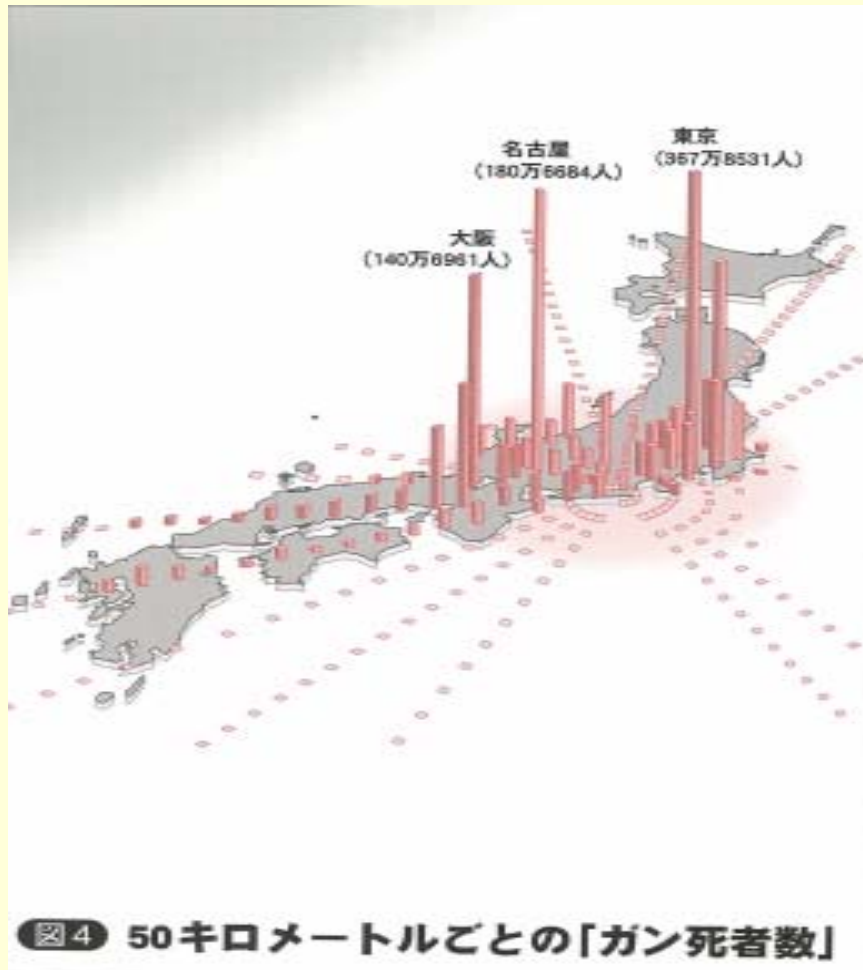 東京
(367万8531人)
名古屋
(180万6684人)
大阪
(140万6961人)
図4 50キロメートルごとの「ガン死者数」